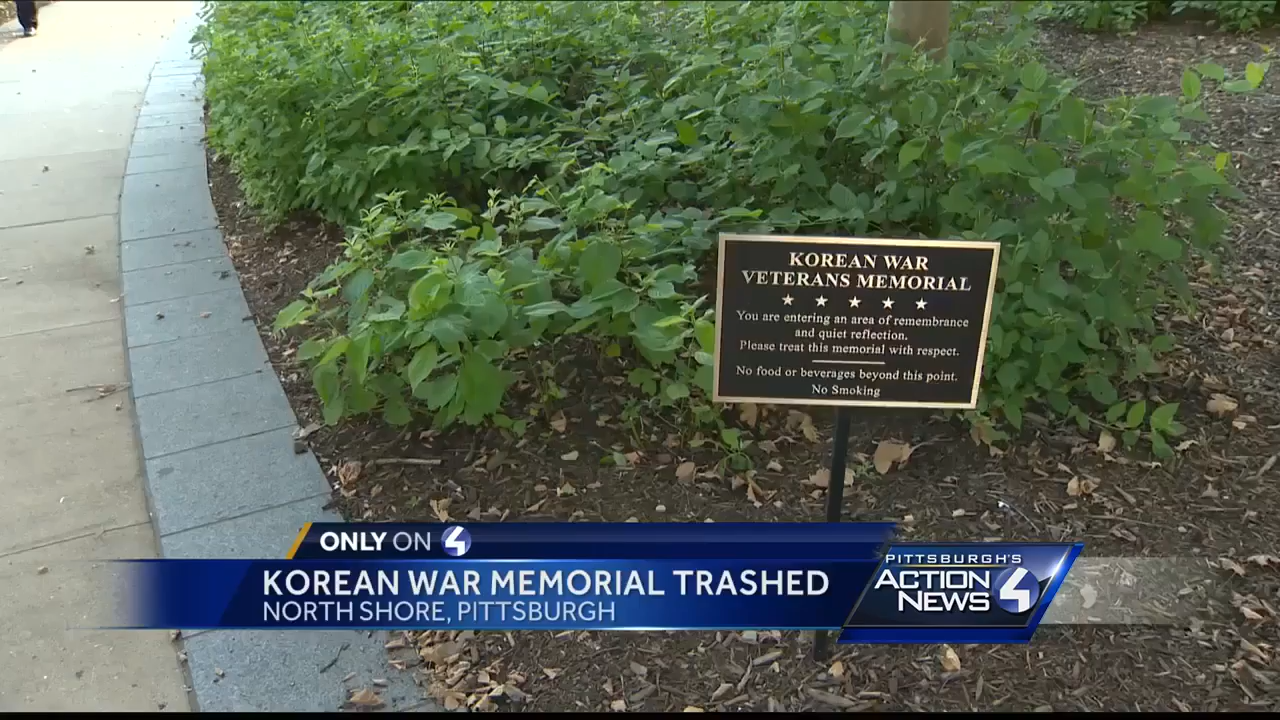 KOREAN WAR
VETERANS MEMORIAL
★ ★ ★ ★ ★
You are entering an area of remembrance
and quiet reflection.
Please treat this memorial with respect.
No food or beverages beyond this point.
No Smoking
ONLY ON 4
KOREAN WAR MEMORIAL TRASHED
NORTH SHORE, PITTSBURGH
PITTSBURGH'S
ACTION
NEWS 4